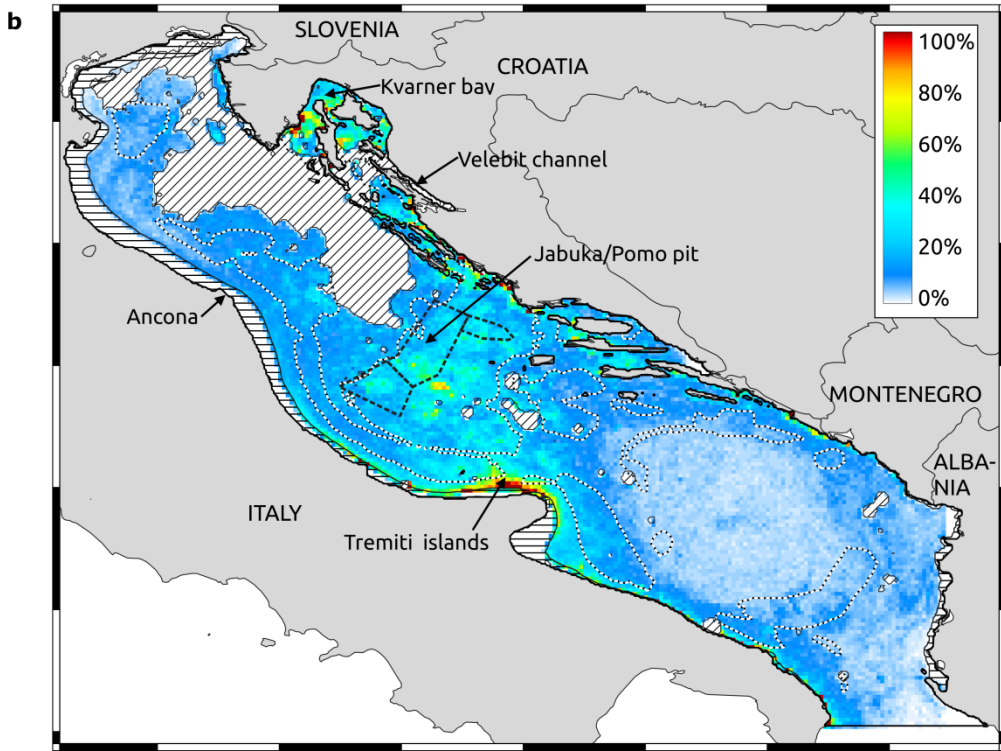 b
SLOVENIA
CROATIA
Kvarner bav
Velebit channel
Jabuka/Pomo pit
Ancona
MONTENEGRO
ALBA-
NIA
ITALY
Tremiti islands
100%
80%
60%
40%
20%
0%